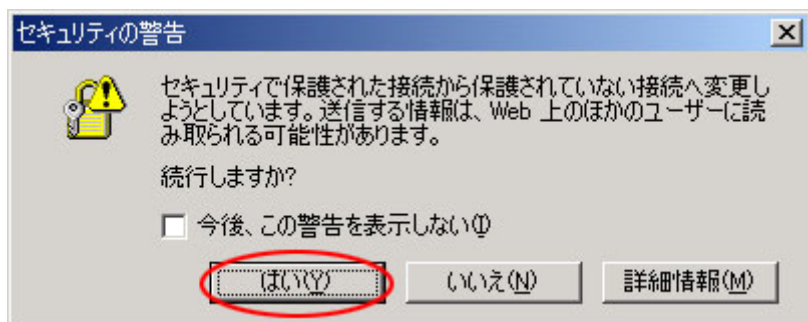 セキュリティの警告
セキュリティで保護された接続から保護されていない接続へ変更し
ようとしています。送信する情報は、Web 上のほかのユーザーに読
み取られる可能性があります。
続行しますか?
今後、この警告を表示しない(I)
はい(Y) いいえ(N) 詳細情報(M)